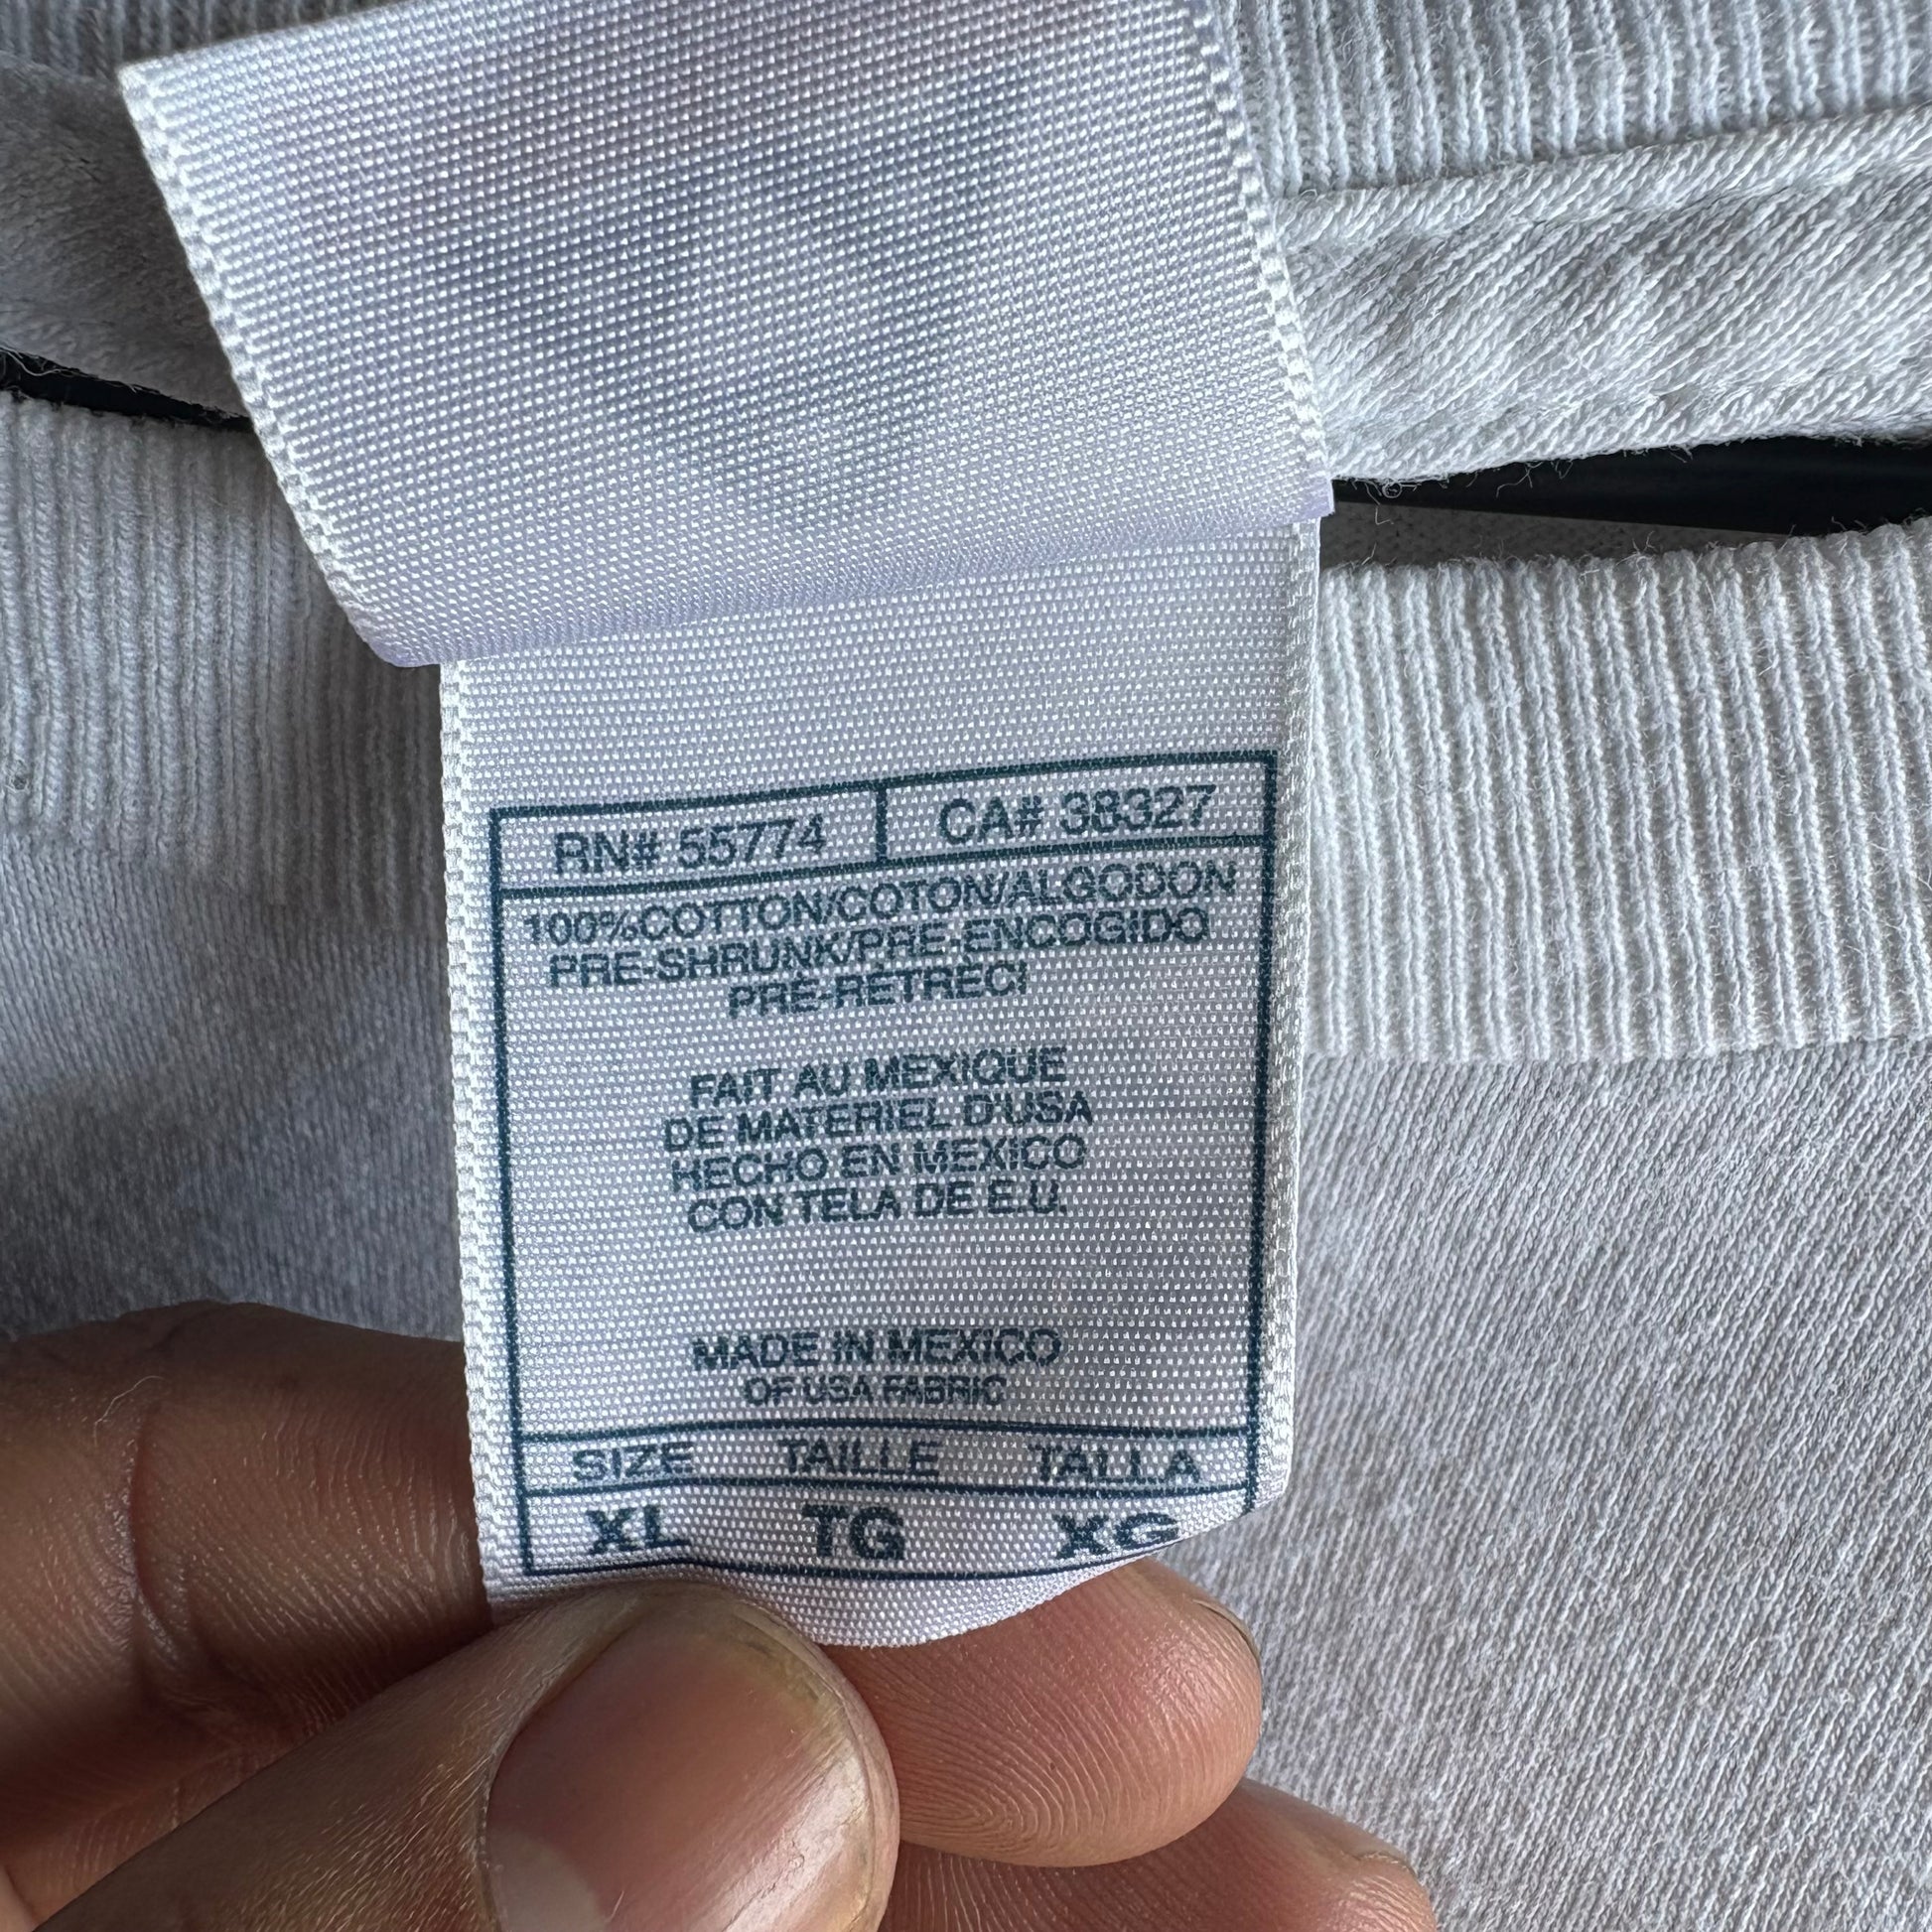 RN# 55774 CA# 38327
100%COTTON/COTON/ALGODON
PRE-SHRUNK/PRE-ENCOGIDO
PRÉ-RÉTRÉCI
FAIT AU MEXIQUE
DE MATERIEL D'USA
HECHO EN MEXICO
CON TELA DE E.U.
MADE IN MEXICO
OF USA FABRIC
SIZE TAILLE TALLA
XL TG XG